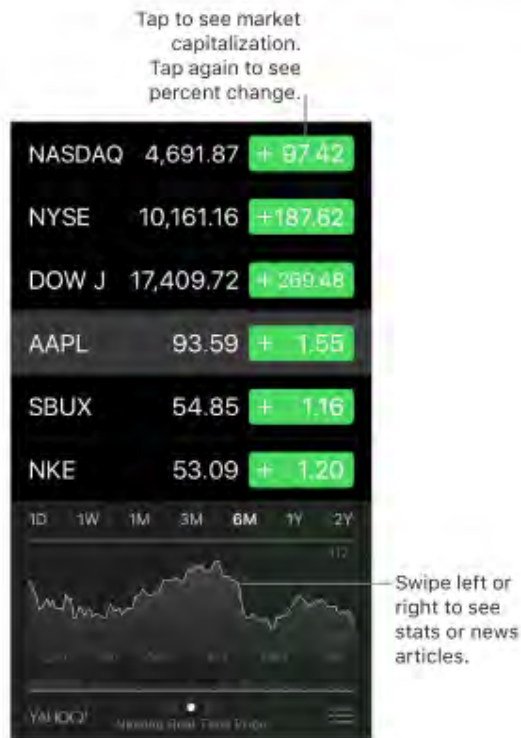 Tap to see market
capitalization.
Tap again to see
percent change.
NASDAQ 4,691.87 + 97.42
NYSE 10,161.16 +187.62
DOW J 17,409.72 + 269.48
AAPL 93.59 + 1.55
SBUX 54.85 + 1.16
NKE 53.09 + 1.20
1D 1W 1M 3M 6M 1Y 2Y
112
Swipe left or
right to see
stats or news
articles.
YAHOO!